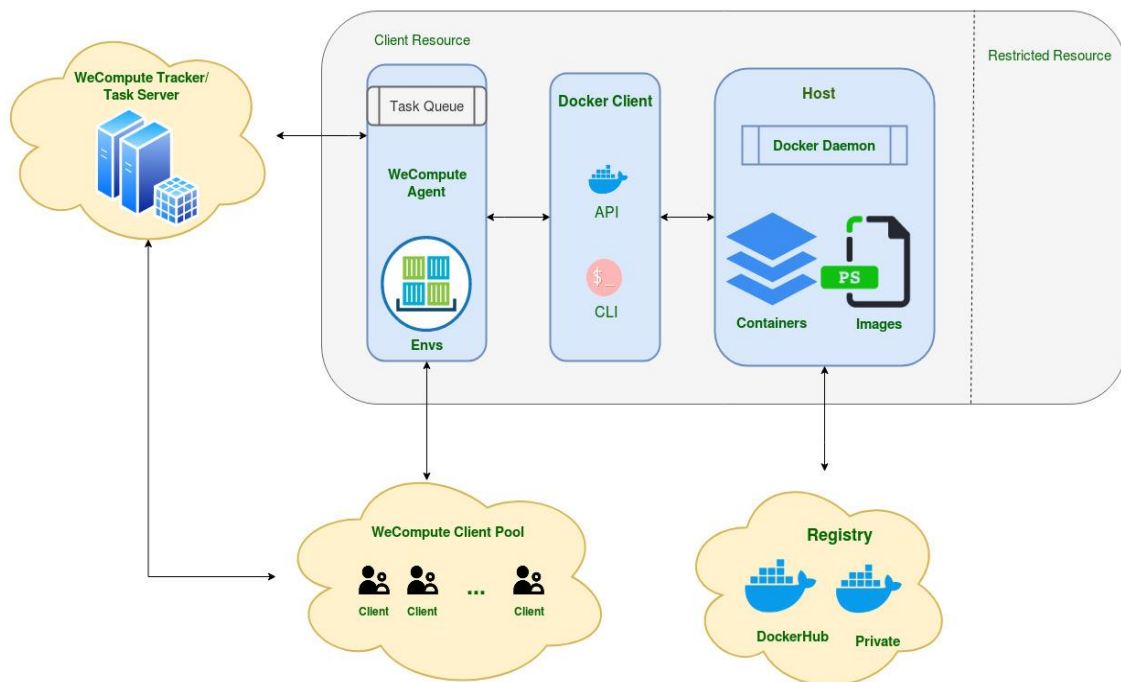 Client Resource
Restricted Resource
WeCompute Tracker/
Task Server
Task Queue
WeCompute
Agent
Envs
Docker Client
API
$_
CLI
Host
Docker Daemon
PS
Containers
Images
WeCompute Client Pool
...
Client
Client
Client
Registry
DockerHub
Private